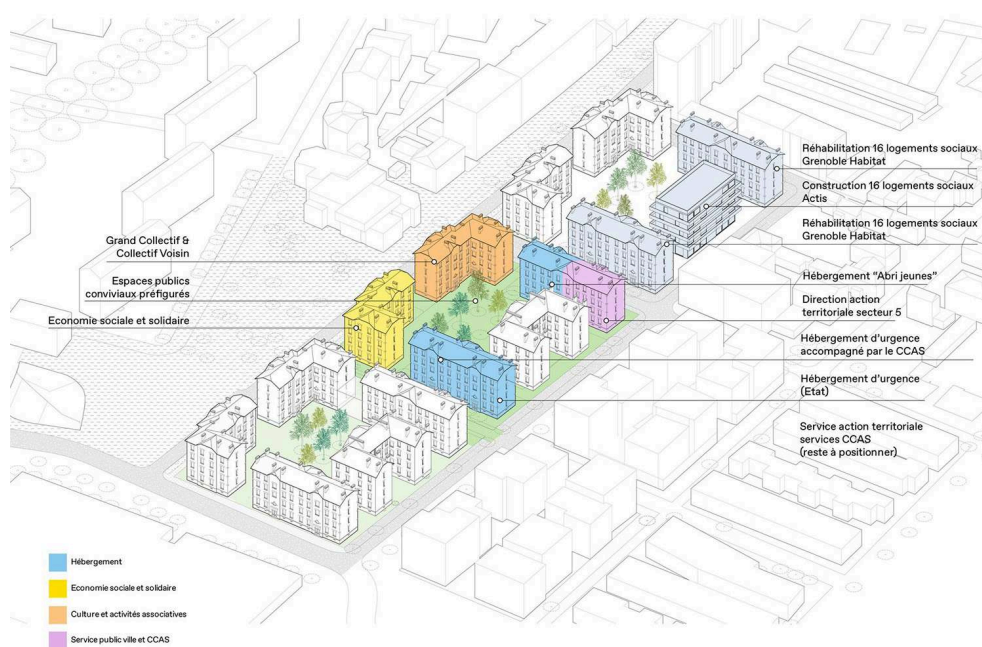 Réhabilitation 16 logements sociaux
Grenoble Habitat
Construction 16 logements sociaux
Actis
Réhabilitation 16 logements sociaux
Grenoble Habitat
Grand Collectif &
Collectif Voisin
Espaces publics
conviviaux préfigurés
Economie sociale et solidaire
Hébergement "Abri jeunes"
Direction action
territoriale secteur 5
Hébergement d'urgence
accompagné par le CCAS
Hébergement d'urgence
(Etat)
Service action territoriale
services CCAS
(reste à positionner)
Hébergement
Economie sociale et solidaire
Culture et activités associatives
Service public ville et CCAS